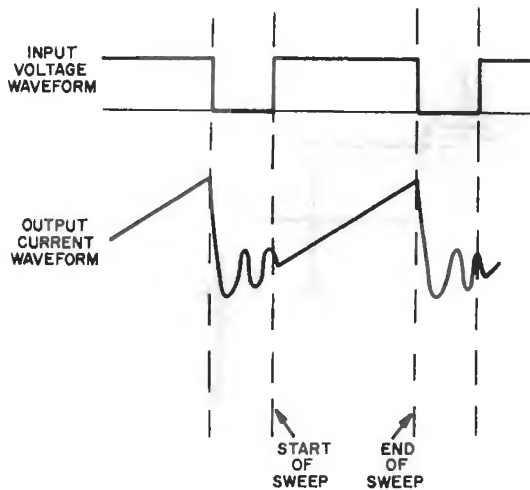 INPUT
VOLTAGE
WAVEFORM
OUTPUT
CURRENT
WAVEFORM
START
OF
SWEEP
END
OF
SWEEP